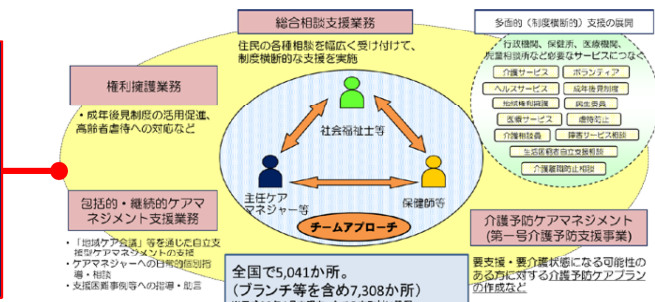 総合相談支援業務
住民の各種相談を幅広く受け付けて、
制度横断的な支援を実施
多面的（制度横断的）支援の展開
行政機関、保健所、医療機関、
児童相談所など必要なサービスにつなぐ
介護サービス
ボランティア
ヘルスサービス
成年後見制度
地域権利擁護
民生委員
医療サービス
虐待防止
介護相談員
障害サービス相談
生活困窮者自立支援相談
介護離職防止相談
権利擁護業務
・成年後見制度の活用促進、
高齢者虐待への対応など
社会福祉士等
主任ケア
マネジャー等
保健師等
チームアプローチ
包括的・継続的ケアマ
ネジメント支援業務
・「地域ケア会議」等を通じた自立支
援型ケアマネジメントの支援
・ケアマネジャーへの日常的個別指
導・相談
・支援困難事例等への指導・助言
介護予防ケアマネジメント
(第一号介護予防支援事業)
要支援・要介護状態になる可能性の
ある方に対する介護予防ケアプラン
の作成など
全国で5,041か所。
（ブランチ等を含め7,308か所）